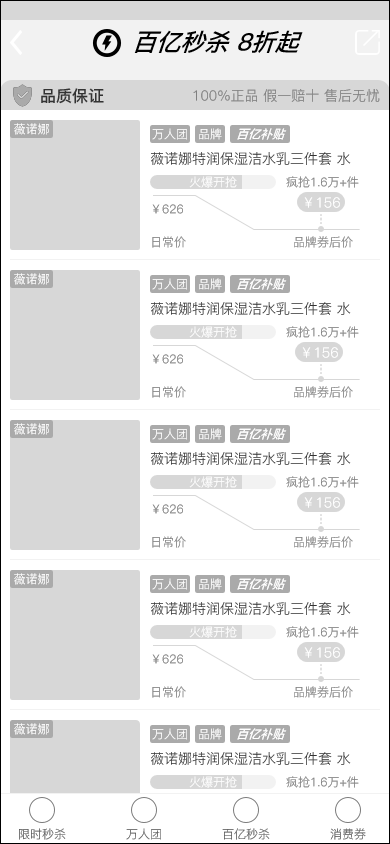 百亿秒杀 8折起
品质保证 100%正品 假一赔十 售后无忧
薇诺娜
万人团 品牌 百亿补贴
薇诺娜特润保湿洁水乳三件套 水
火爆开抢 疯抢1.6万+件
¥156
¥626
日常价 品牌券后价
薇诺娜
万人团 品牌 百亿补贴
薇诺娜特润保湿洁水乳三件套 水
火爆开抢 疯抢1.6万+件
¥156
¥626
日常价 品牌券后价
薇诺娜
万人团 品牌 百亿补贴
薇诺娜特润保湿洁水乳三件套 水
火爆开抢 疯抢1.6万+件
¥156
¥626
日常价 品牌券后价
薇诺娜
万人团 品牌 百亿补贴
薇诺娜特润保湿洁水乳三件套 水
火爆开抢 疯抢1.6万+件
¥156
¥626
日常价 品牌券后价
薇诺娜
万人团 品牌 百亿补贴
薇诺娜特润保湿洁水乳三件套 水
火爆开抢 疯抢1.6万+件
限时秒杀 万人团 百亿秒杀 消费券